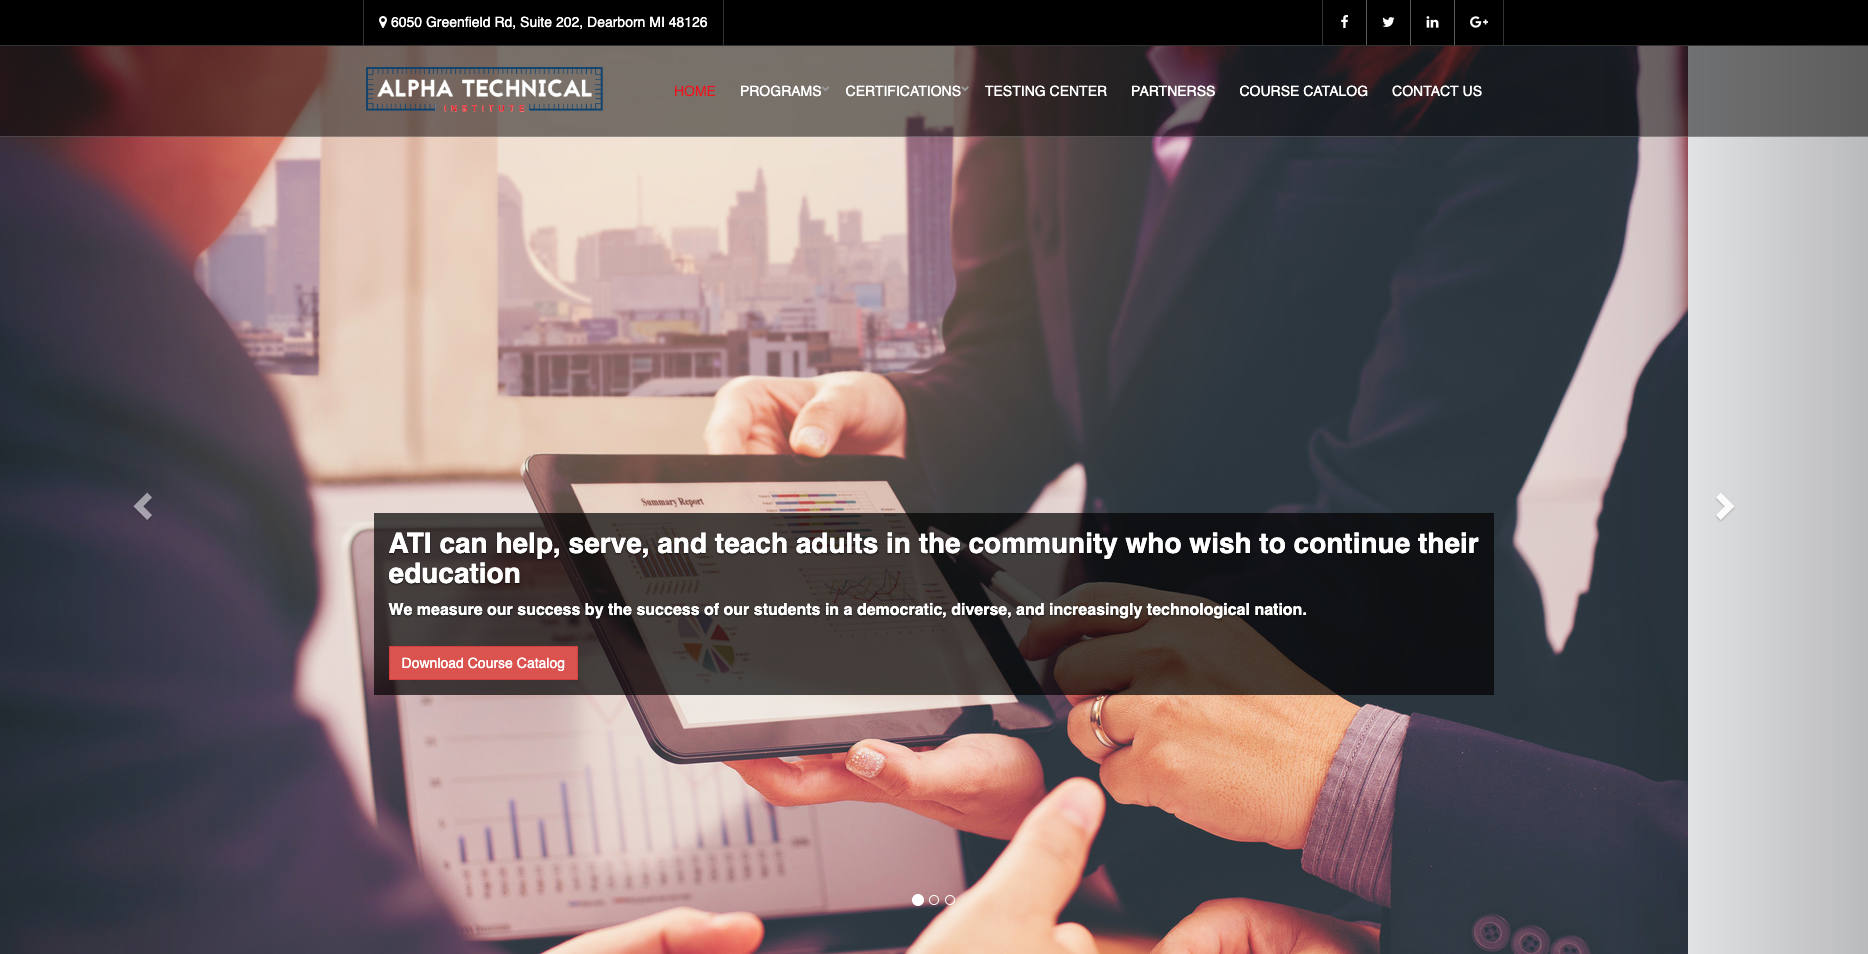 6050 Greenfield Rd, Suite 202, Dearborn MI 48126
ALPHA TECHNICAL
INSTITUTE
HOME PROGRAMS CERTIFICATIONS TESTING CENTER PARTNERSS COURSE CATALOG CONTACT US
Summary Report
ATI can help, serve, and teach adults in the community who wish to continue their
education
We measure our success by the success of our students in a democratic, diverse, and increasingly technological nation.
Download Course Catalog